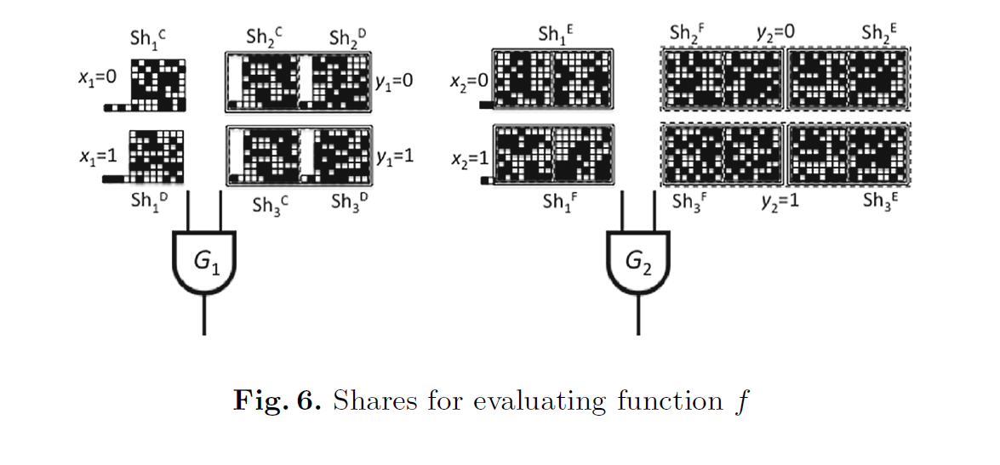 Sh₁ᶜ Sh₂ᶜ Sh₂ᴰ Sh₁ᴱ Sh₂ꟳ y₂=0 Sh₂ᴱ
x₁=0 y₁=0 x₂=0
x₁=1 y₁=1 x₂=1
Sh₁ᴰ Sh₃ᶜ Sh₃ᴰ Sh₁ꟳ Sh₃ꟳ y₂=1 Sh₃ᴱ
G₁ G₂
Fig. 6. Shares for evaluating function f